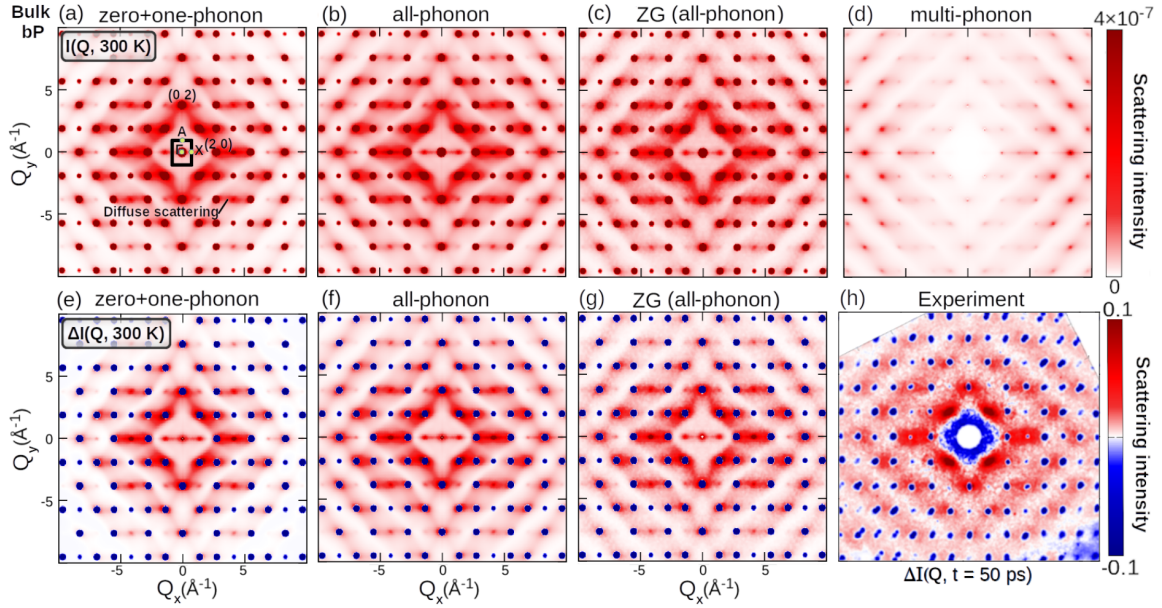 Bulk bP
(a) zero+one-phonon
(b) all-phonon
(c) ZG (all-phonon)
(d) multi-phonon
4×10⁻⁷
I(Q, 300 K)
5
(0 2)
A
Γ X (2 0)
0
Diffuse scattering
-5
Q_y(Å⁻¹)
Scattering intensity
0
(e) zero+one-phonon
(f) all-phonon
(g) ZG (all-phonon)
(h) Experiment
0.1
ΔI(Q, 300 K)
5
0
-5
Q_y(Å⁻¹)
Scattering intensity
-0.1
-5 0 5
-5 0 5
-5 0 5
Q_x(Å⁻¹)
Q_x(Å⁻¹)
Q_x(Å⁻¹)
ΔI(Q, t = 50 ps)